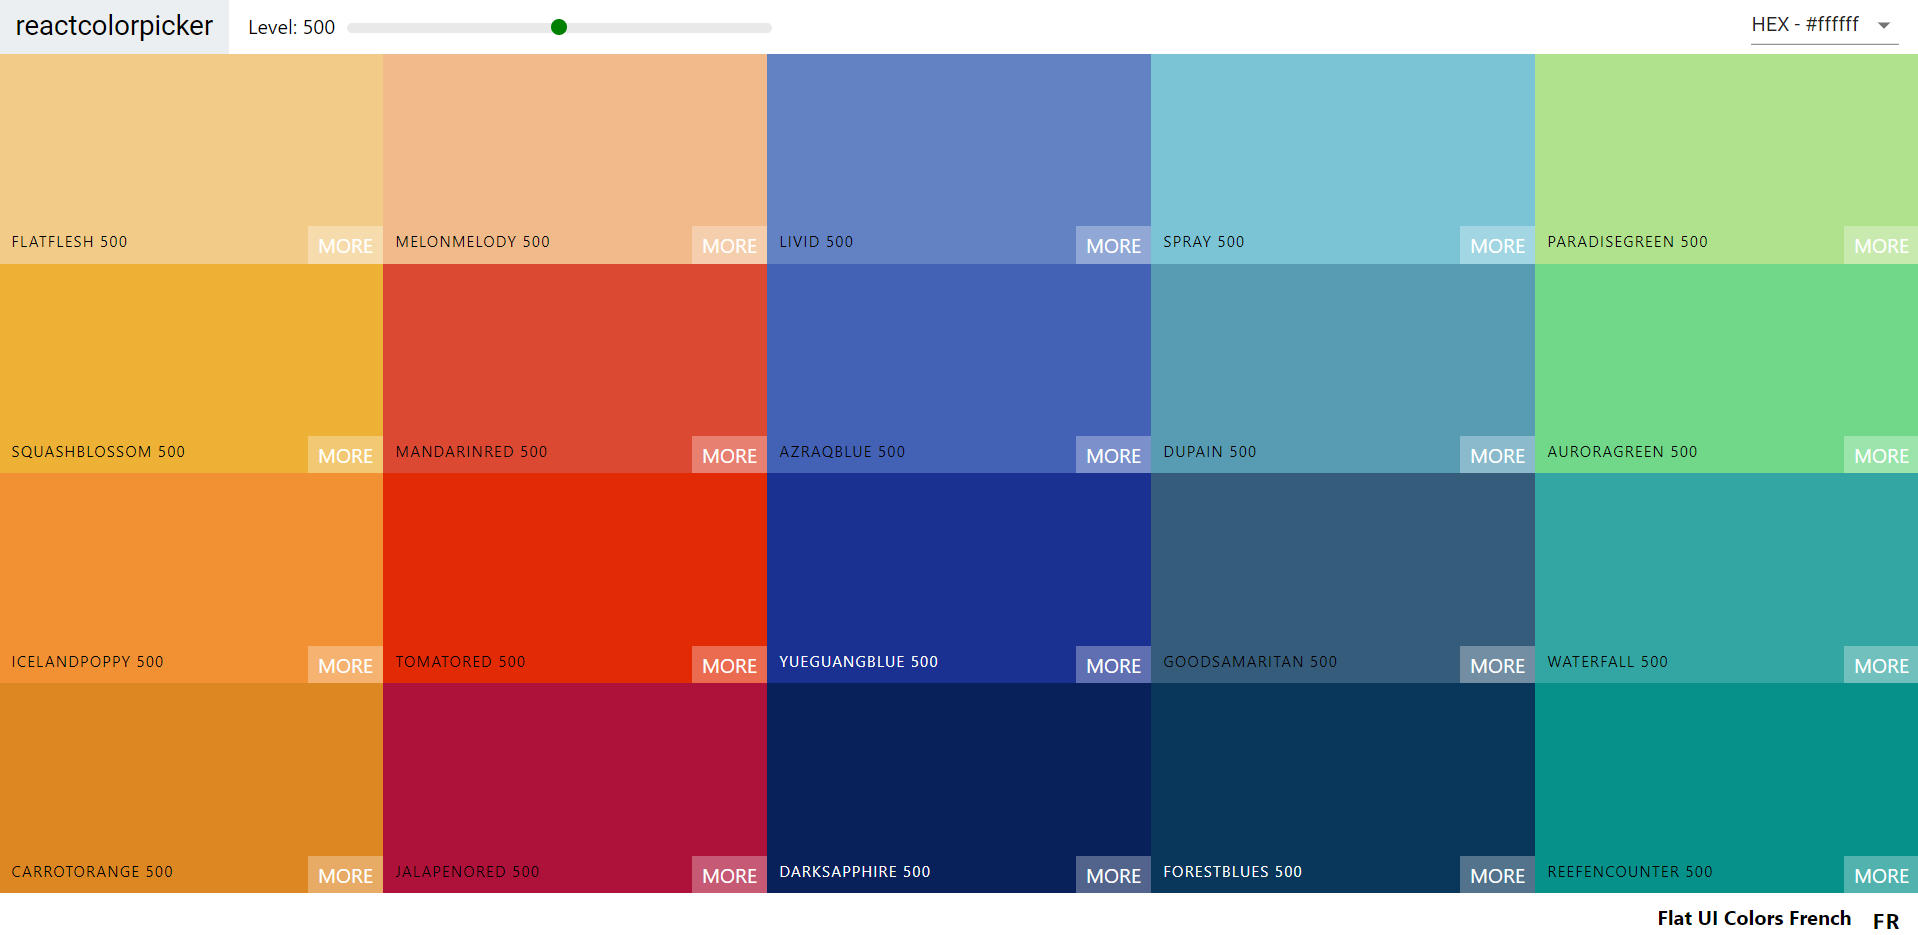 reactcolorpicker Level: 500 HEX - #ffffff
FLATFLESH 500 MORE MELONMELODY 500 MORE LIVID 500 MORE SPRAY 500 MORE PARADISEGREEN 500 MORE
SQUASHBLOSSOM 500 MORE MANDARINRED 500 MORE AZRAQBLUE 500 MORE DUPAIN 500 MORE AURORAGREEN 500 MORE
ICELANDPOPPY 500 MORE TOMATORED 500 MORE YUEGUANGBLUE 500 MORE GOODSAMARITAN 500 MORE WATERFALL 500 MORE
CARROTORANGE 500 MORE JALAPENORED 500 MORE DARKSAPPHIRE 500 MORE FORESTBLUES 500 MORE REEFENCOUNTER 500 MORE
Flat UI Colors French FR